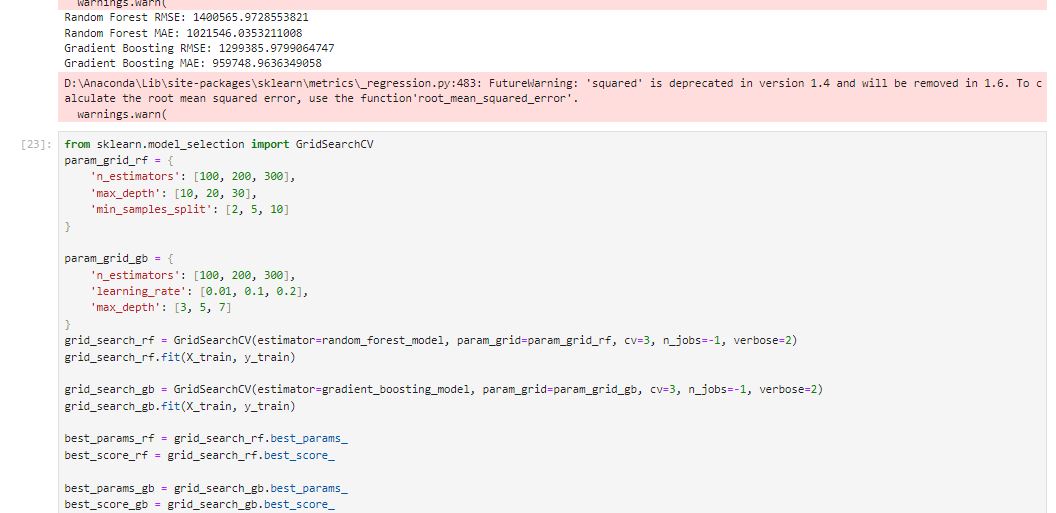 warnings.warn(
Random Forest RMSE: 1400565.9728553821
Random Forest MAE: 1021546.0353211008
Gradient Boosting RMSE: 1299385.9799064747
Gradient Boosting MAE: 959748.9636349058
D:\Anaconda\Lib\site-packages\sklearn\metrics\_regression.py:483: FutureWarning: 'squared' is deprecated in version 1.4 and will be removed in 1.6. To c
alculate the root mean squared error, use the function'root_mean_squared_error'.
  warnings.warn(
[23]: from sklearn.model_selection import GridSearchCV
param_grid_rf = {
    'n_estimators': [100, 200, 300],
    'max_depth': [10, 20, 30],
    'min_samples_split': [2, 5, 10]
}
param_grid_gb = {
    'n_estimators': [100, 200, 300],
    'learning_rate': [0.01, 0.1, 0.2],
    'max_depth': [3, 5, 7]
}
grid_search_rf = GridSearchCV(estimator=random_forest_model, param_grid=param_grid_rf, cv=3, n_jobs=-1, verbose=2)
grid_search_rf.fit(X_train, y_train)
grid_search_gb = GridSearchCV(estimator=gradient_boosting_model, param_grid=param_grid_gb, cv=3, n_jobs=-1, verbose=2)
grid_search_gb.fit(X_train, y_train)
best_params_rf = grid_search_rf.best_params_
best_score_rf = grid_search_rf.best_score_
best_params_gb = grid_search_gb.best_params_
best_score_gb = grid_search_gb.best_score_